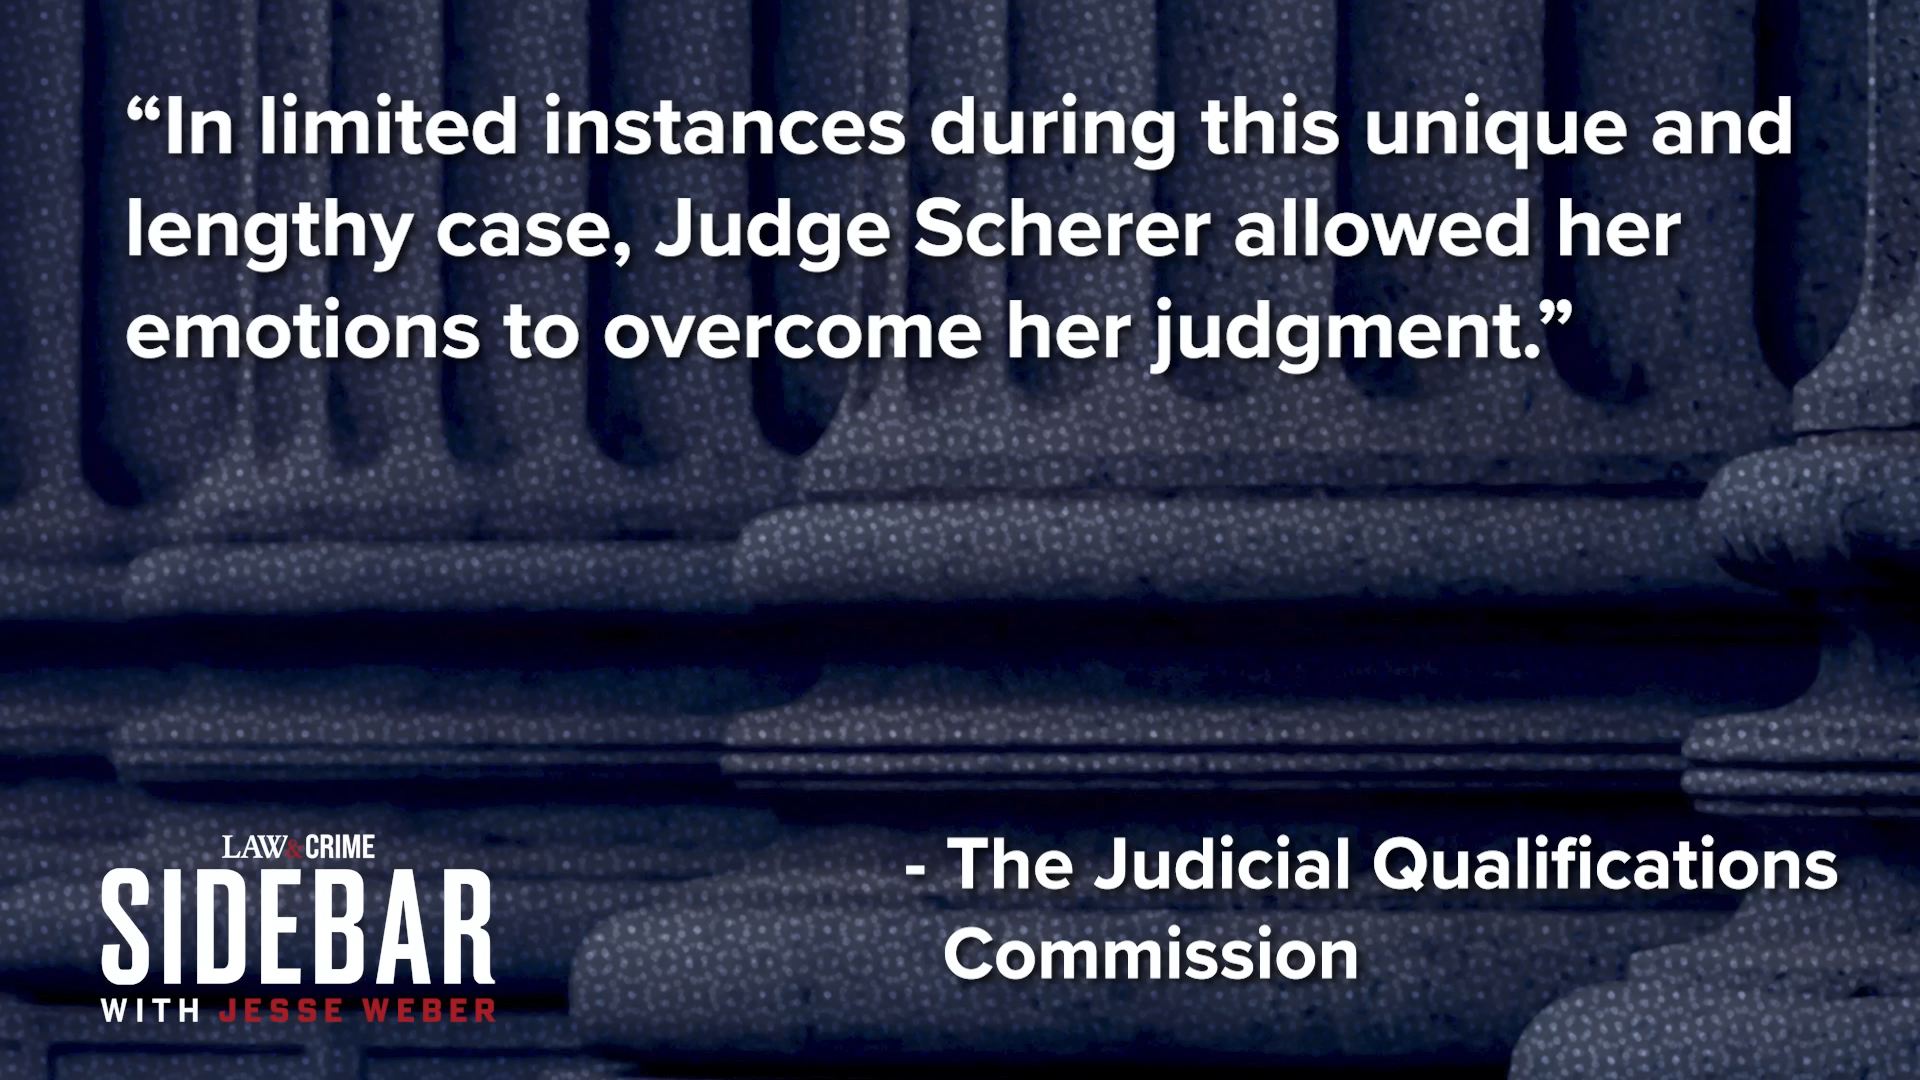 “In limited instances during this unique and
lengthy case, Judge Scherer allowed her
emotions to overcome her judgment.”
- The Judicial Qualifications
Commission
LAW&CRIME
SIDEBAR
WITH JESSE WEBER